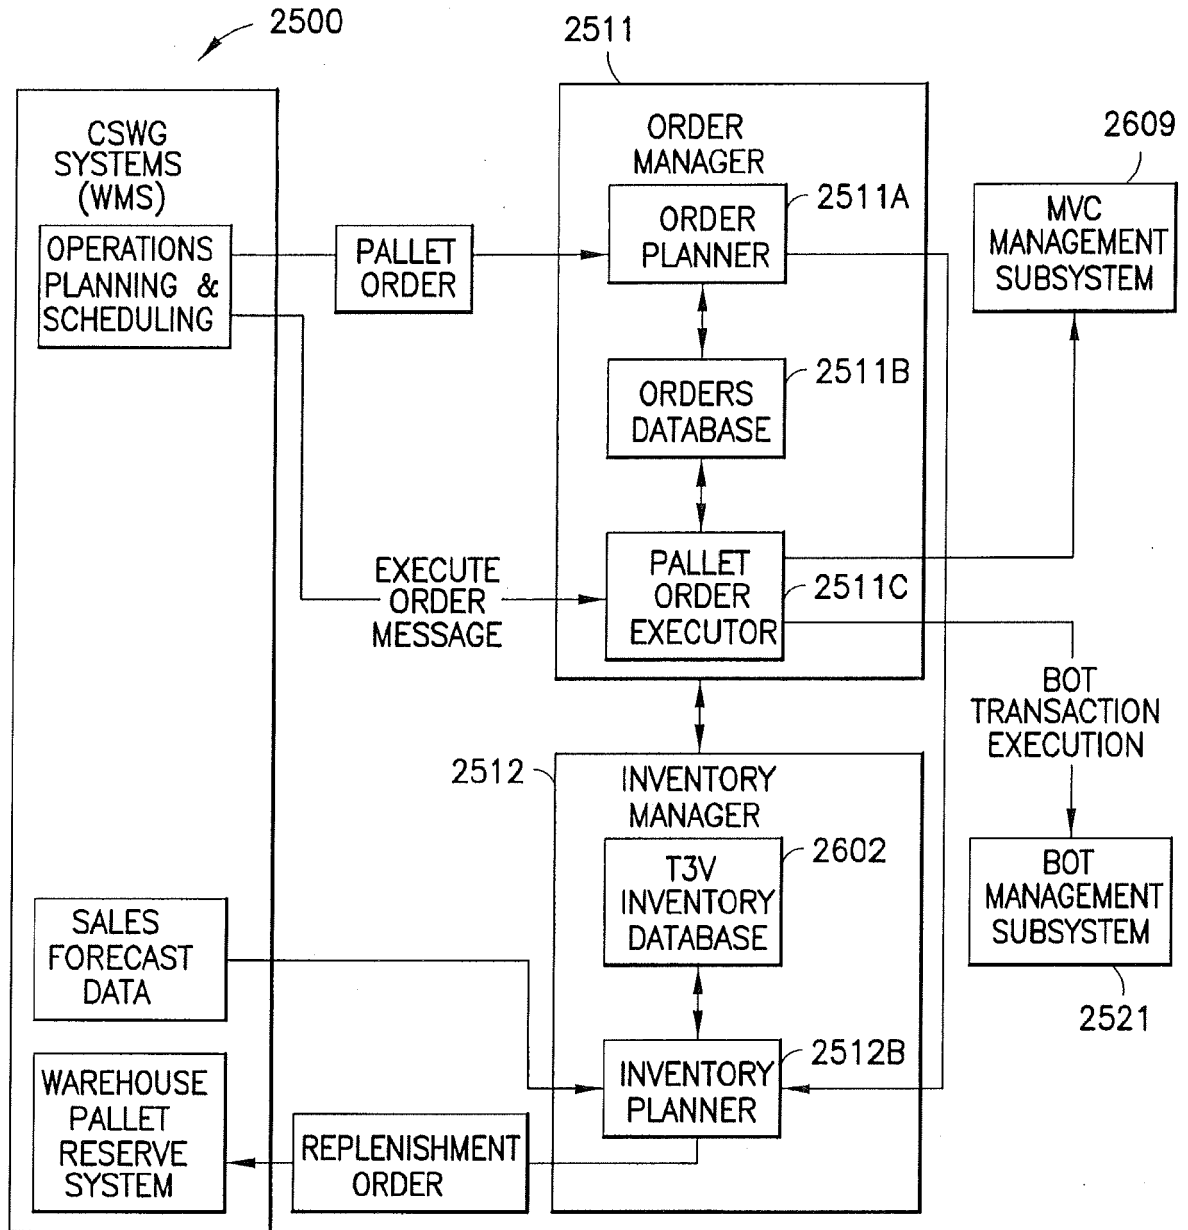 2500
2511
CSWG
SYSTEMS
(WMS)
OPERATIONS
PLANNING &
SCHEDULING
PALLET
ORDER
ORDER
MANAGER
2511A
ORDER
PLANNER
2609
MVC
MANAGEMENT
SUBSYSTEM
2511B
ORDERS
DATABASE
EXECUTE
ORDER
MESSAGE
PALLET
ORDER
EXECUTOR
2511C
BOT
TRANSACTION
EXECUTION
2512
INVENTORY
MANAGER
2602
T3V
INVENTORY
DATABASE
BOT
MANAGEMENT
SUBSYSTEM
2521
SALES
FORECAST
DATA
2512B
INVENTORY
PLANNER
WAREHOUSE
PALLET
RESERVE
SYSTEM
REPLENISHMENT
ORDER